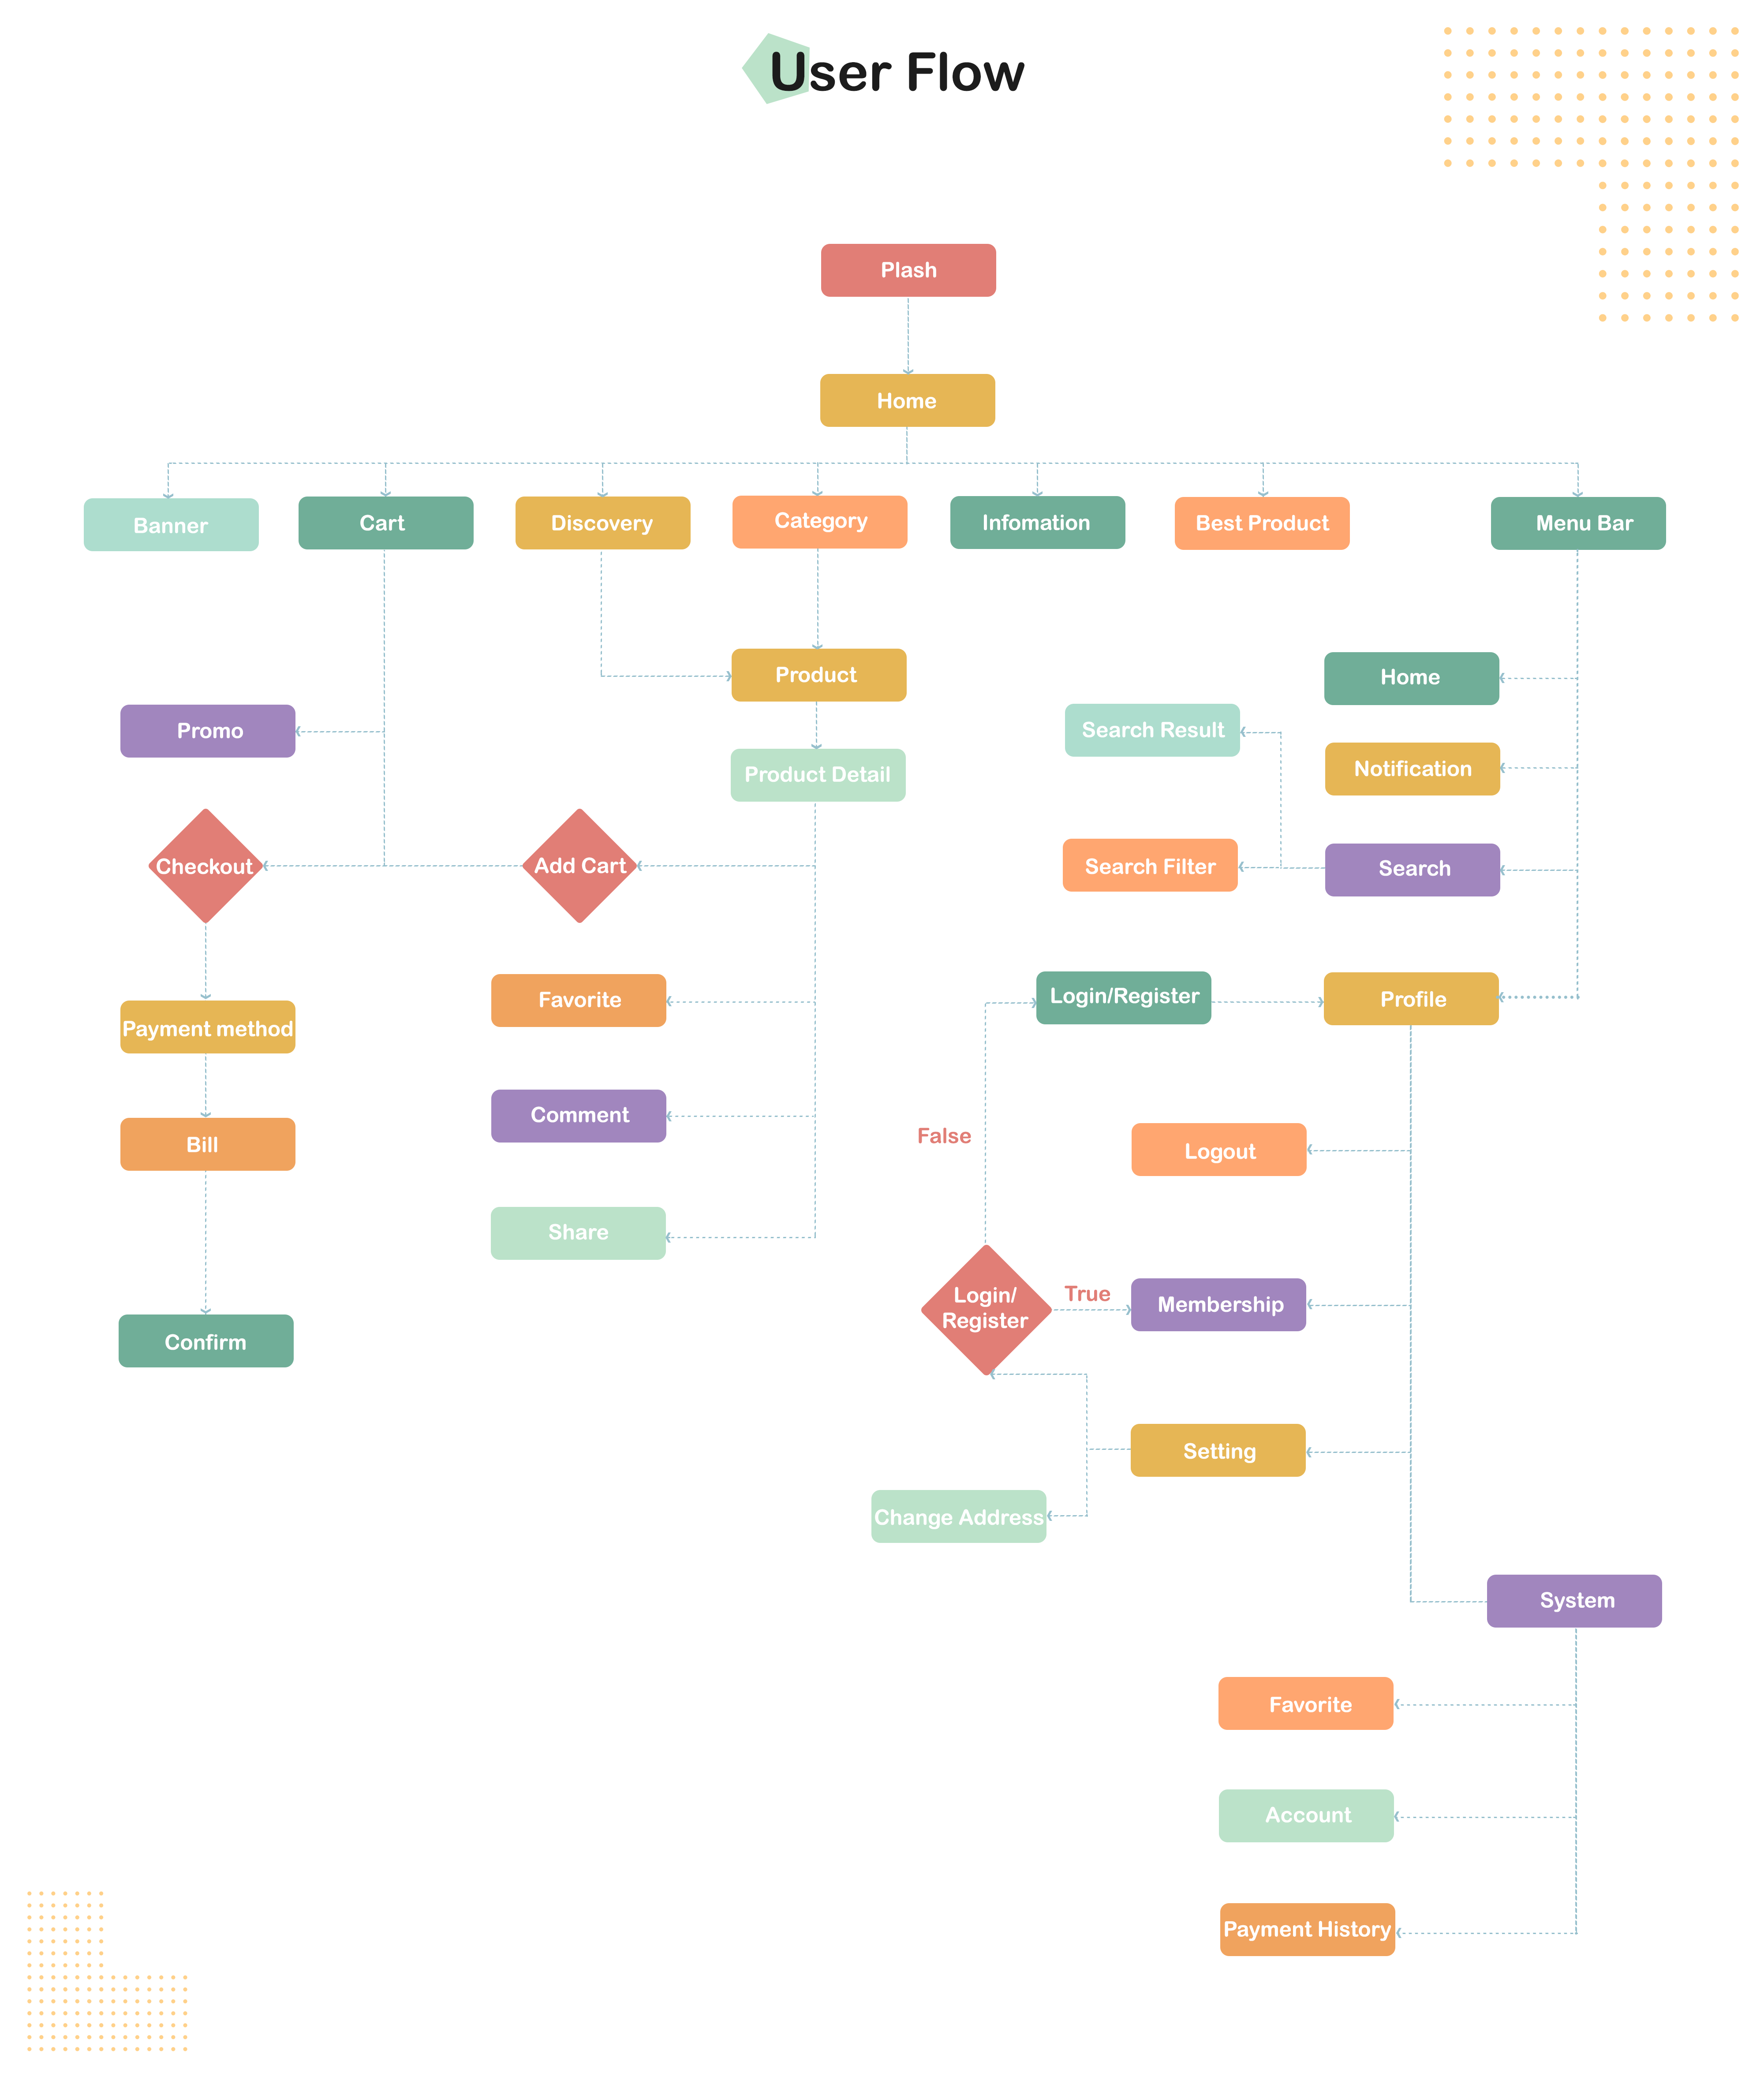 User Flow
Plash
Home
Banner
Cart
Discovery
Category
Infomation
Best Product
Menu Bar
Product
Home
Promo
Search Result
Notification
Product Detail
Checkout
Add Cart
Search Filter
Search
Favorite
Login/Register
Profile
Payment method
Comment
False
Bill
Logout
Share
Login/
Register
True
Membership
Confirm
Setting
Change Address
System
Favorite
Account
Payment History